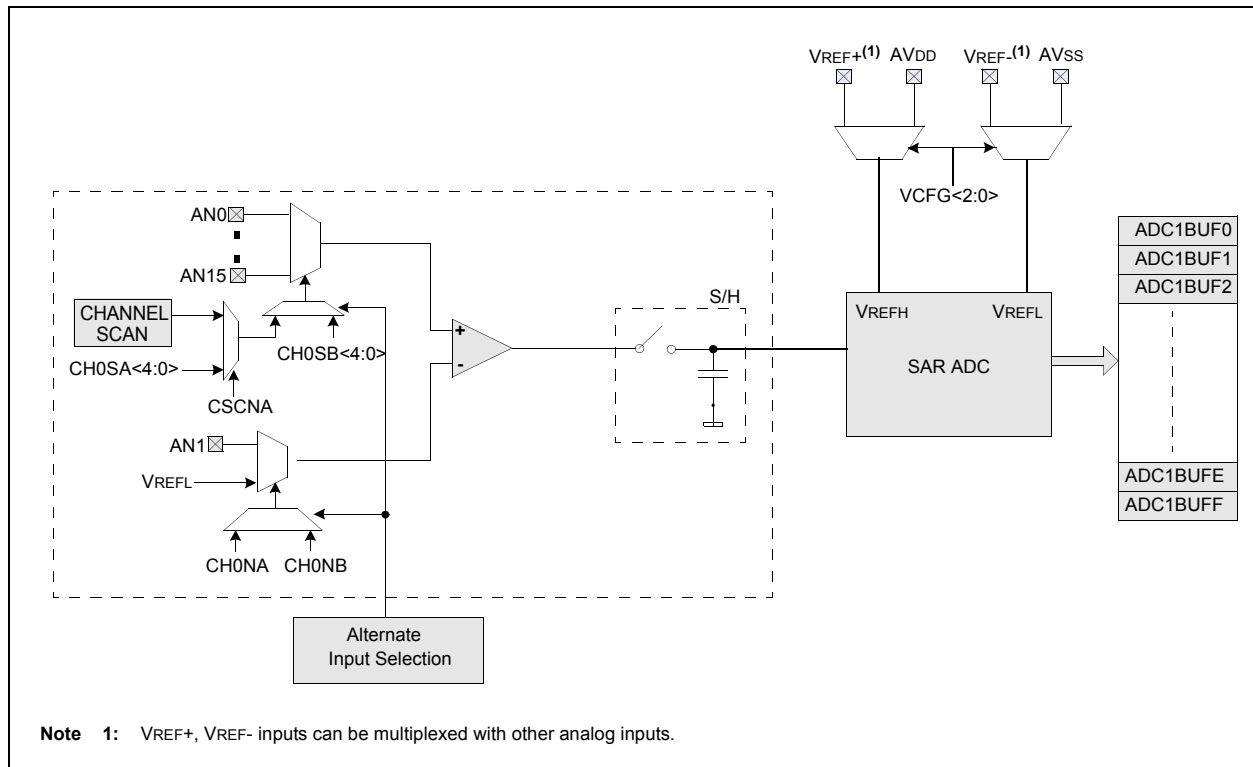 VREF+(1) AVDD VREF-(1) AVSS
VCFG<2:0>
AN0
AN15
CHANNEL
SCAN
CH0SA<4:0>
CSCNA
CH0SB<4:0>
+
-
S/H
AN1
VREFL
CH0NA CH0NB
Alternate
Input Selection
VREFH VREFL
SAR ADC
ADC1BUF0
ADC1BUF1
ADC1BUF2
ADC1BUFE
ADC1BUFF
Note 1: VREF+, VREF- inputs can be multiplexed with other analog inputs.